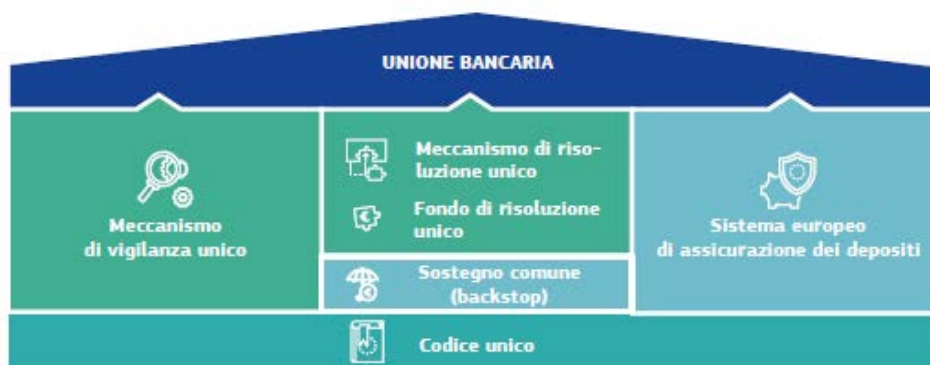 UNIONE BANCARIA
Meccanismo
di vigilanza unico
Meccanismo di riso-
luzione unico
Fondo di risoluzione
unico
Sostegno comune
(backstop)
Sistema europeo
di assicurazione dei depositi
Codice unico